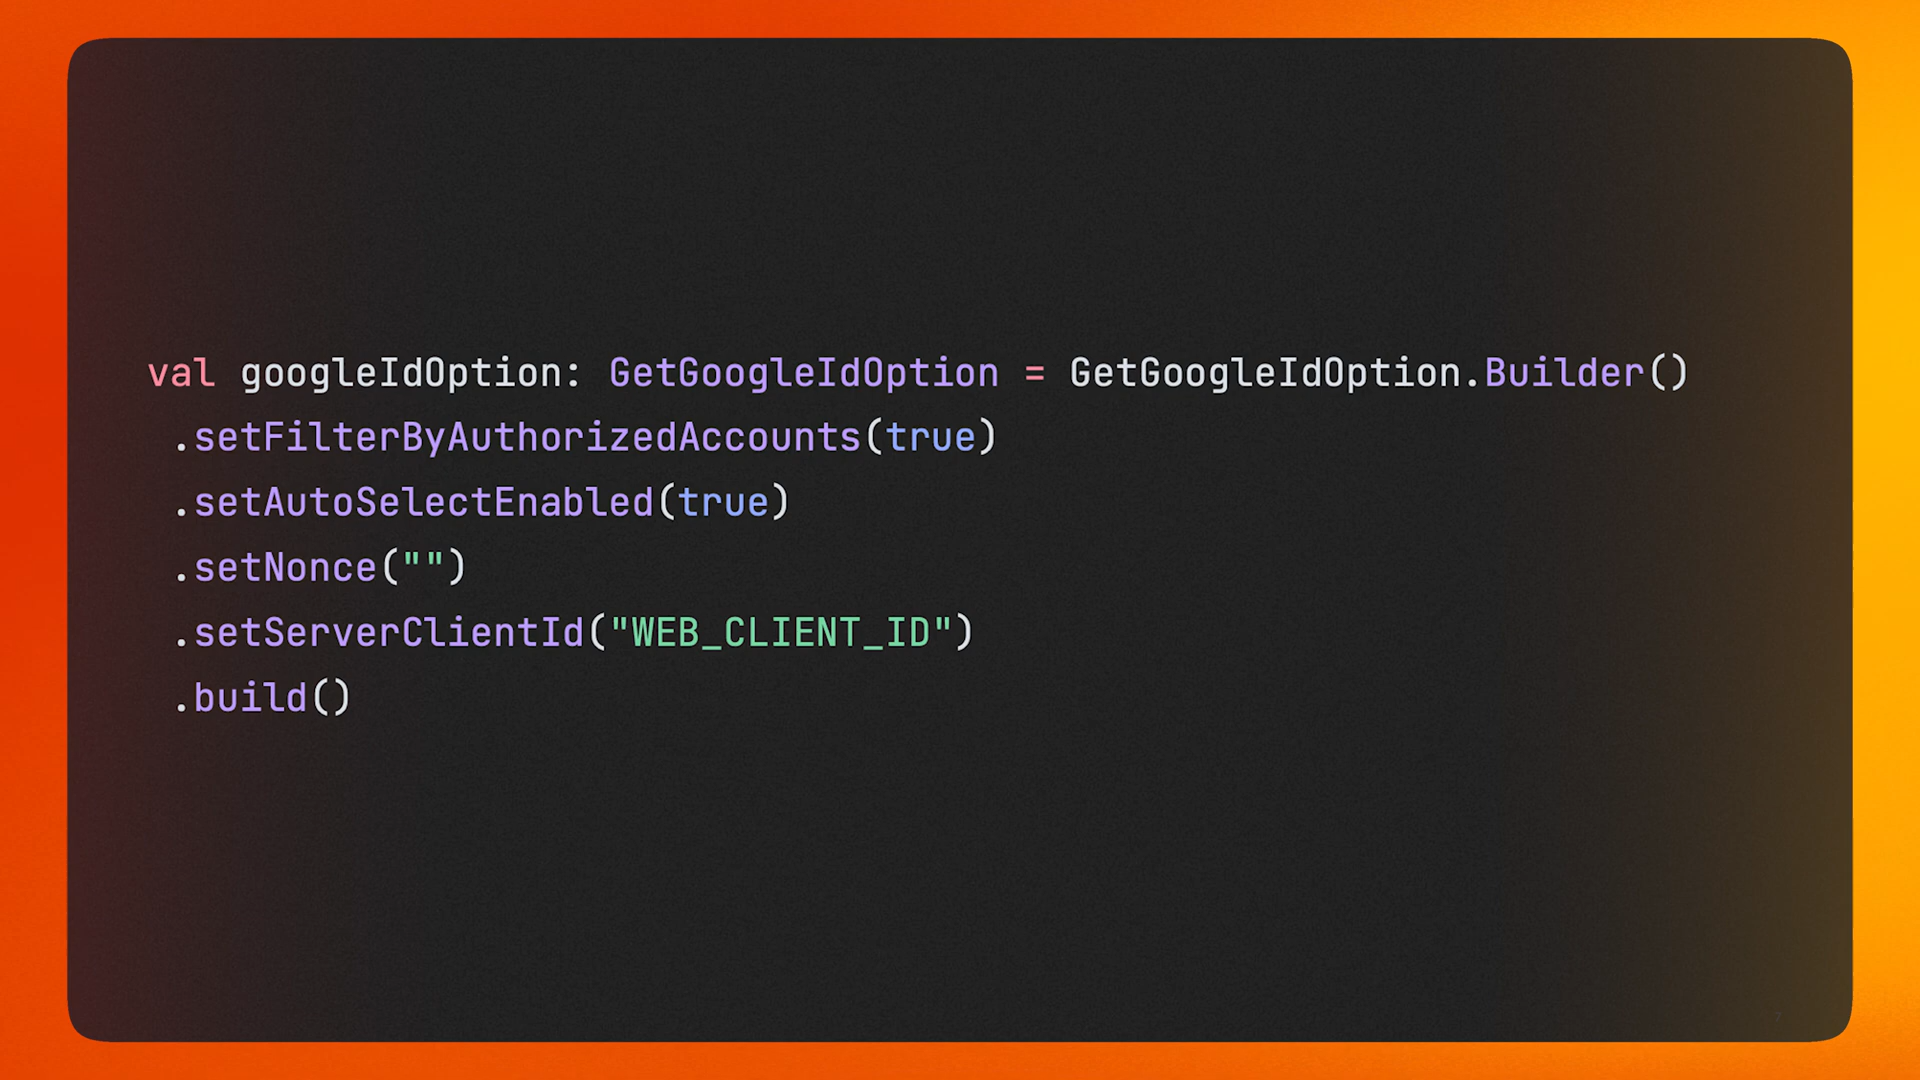 val googleIdOption: GetGoogleIdOption = GetGoogleIdOption.Builder()
.setFilterByAuthorizedAccounts(true)
.setAutoSelectEnabled(true)
.setNonce("")
.setServerClientId("WEB_CLIENT_ID")
.build()